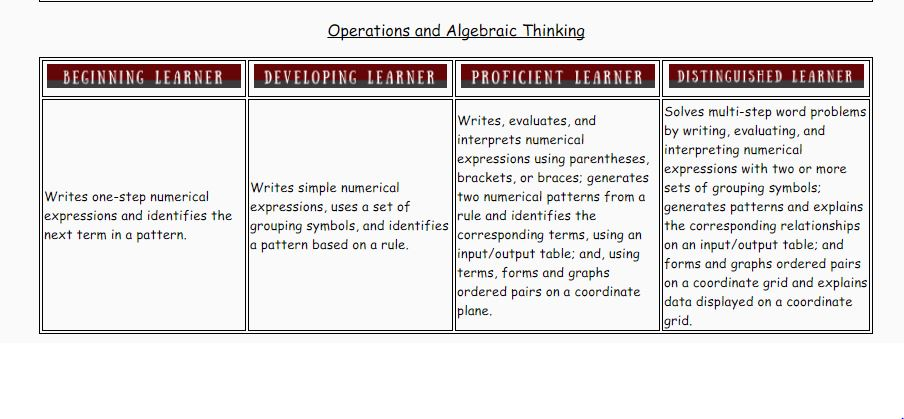 Operations and Algebraic Thinking
BEGINNING LEARNER
DEVELOPING LEARNER
PROFICIENT LEARNER
DISTINGUISHED LEARNER
Writes one-step numerical
expressions and identifies the
next term in a pattern.
Writes simple numerical
expressions, uses a set of
grouping symbols, and identifies
a pattern based on a rule.
Writes, evaluates, and
interprets numerical
expressions using parentheses,
brackets, or braces; generates
two numerical patterns from a
rule and identifies the
corresponding terms, using an
input/output table; and, using
terms, forms and graphs
ordered pairs on a coordinate
plane.
Solves multi-step word problems
by writing, evaluating, and
interpreting numerical
expressions with two or more
sets of grouping symbols;
generates patterns and explains
the corresponding relationships
on an input/output table; and
forms and graphs ordered pairs
on a coordinate grid and explains
data displayed on a coordinate
grid.